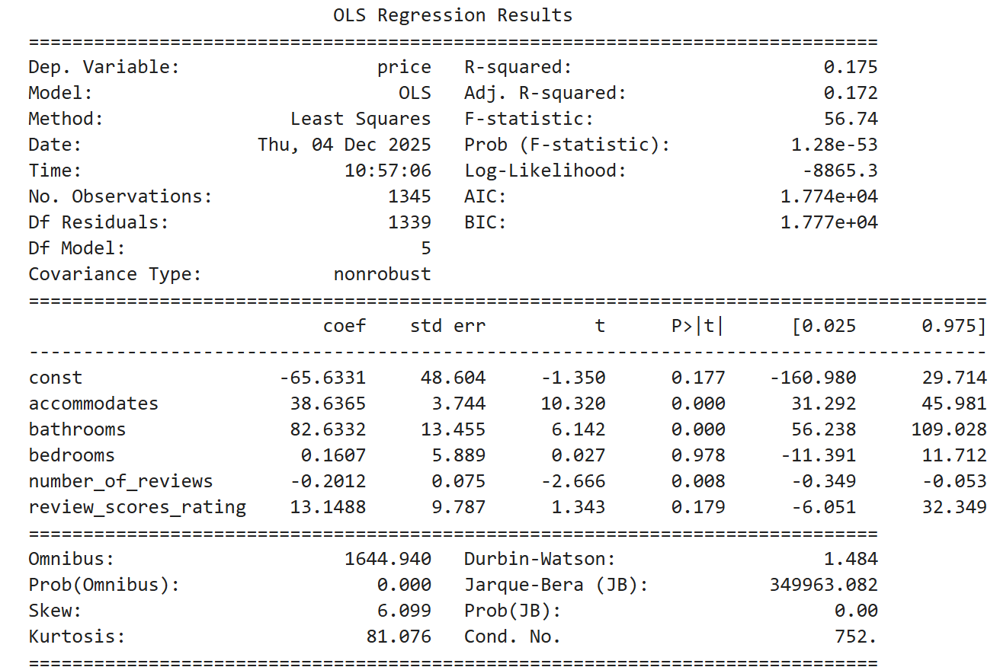 OLS Regression Results
==============================================================================
Dep. Variable:                  price   R-squared:                       0.175
Model:                            OLS   Adj. R-squared:                  0.172
Method:                 Least Squares   F-statistic:                     56.74
Date:                Thu, 04 Dec 2025   Prob (F-statistic):           1.28e-53
Time:                        10:57:06   Log-Likelihood:                -8865.3
No. Observations:                1345   AIC:                         1.774e+04
Df Residuals:                    1339   BIC:                         1.777e+04
Df Model:                           5
Covariance Type:            nonrobust
========================================================================================
                           coef    std err          t      P>|t|      [0.025      0.975]
----------------------------------------------------------------------------------------
const                  -65.6331     48.604     -1.350      0.177    -160.980      29.714
accommodates            38.6365      3.744     10.320      0.000      31.292      45.981
bathrooms               82.6332     13.455      6.142      0.000      56.238     109.028
bedrooms                 0.1607      5.889      0.027      0.978     -11.391      11.712
number_of_reviews       -0.2012      0.075     -2.666      0.008      -0.349      -0.053
review_scores_rating    13.1488      9.787      1.343      0.179      -6.051      32.349
==============================================================================
Omnibus:                     1644.940   Durbin-Watson:                   1.484
Prob(Omnibus):                  0.000   Jarque-Bera (JB):           349963.082
Skew:                           6.099   Prob(JB):                         0.00
Kurtosis:                      81.076   Cond. No.                         752.
==============================================================================